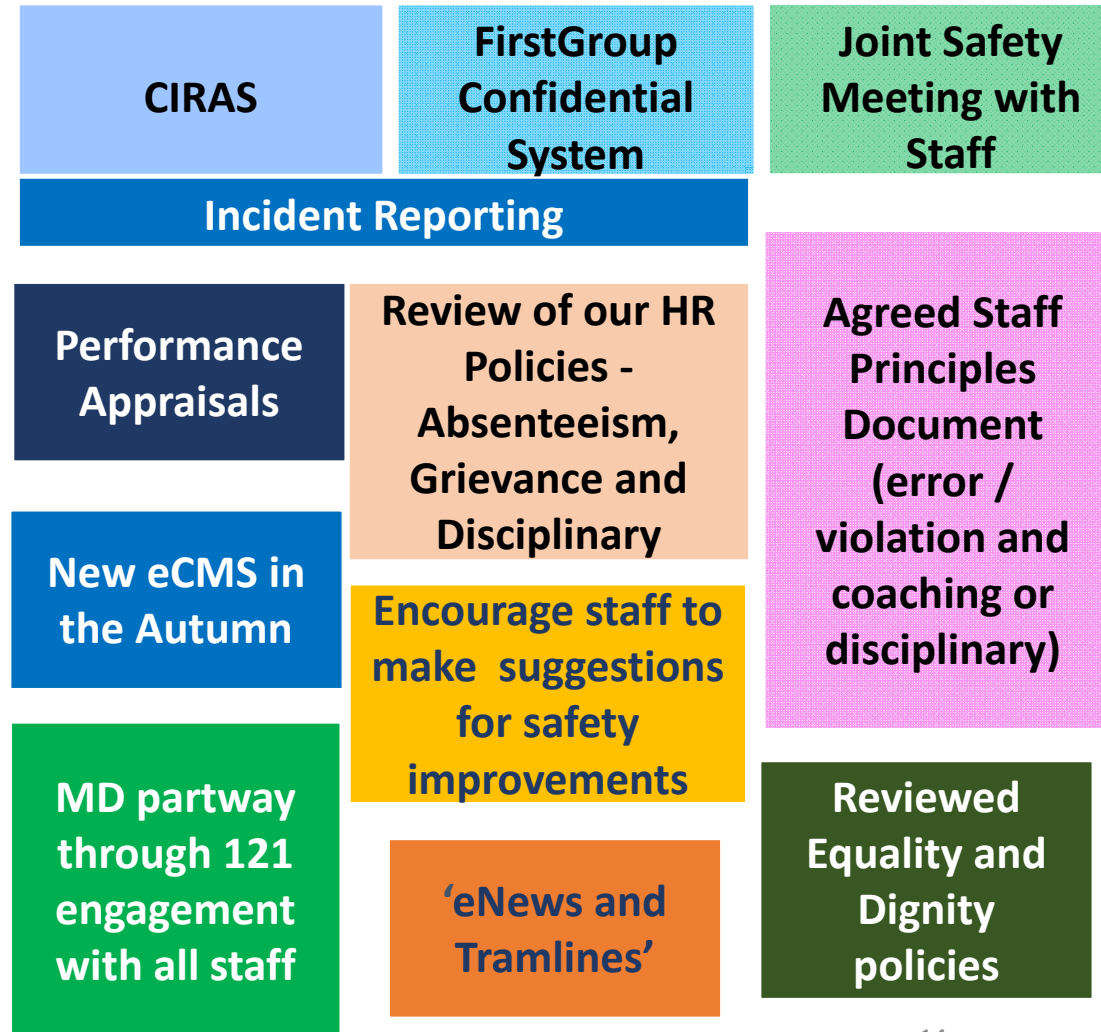 CIRAS
FirstGroup
Confidential
System
Joint Safety
Meeting with
Staff
Incident Reporting
Performance
Appraisals
Review of our HR
Policies -
Absenteeism,
Grievance and
Disciplinary
Agreed Staff
Principles
Document
(error /
violation and
coaching or
disciplinary)
New eCMS in
the Autumn
Encourage staff to
make  suggestions
for safety
improvements
MD partway
through 121
engagement
with all staff
‘eNews and
Tramlines’
Reviewed
Equality and
Dignity
policies